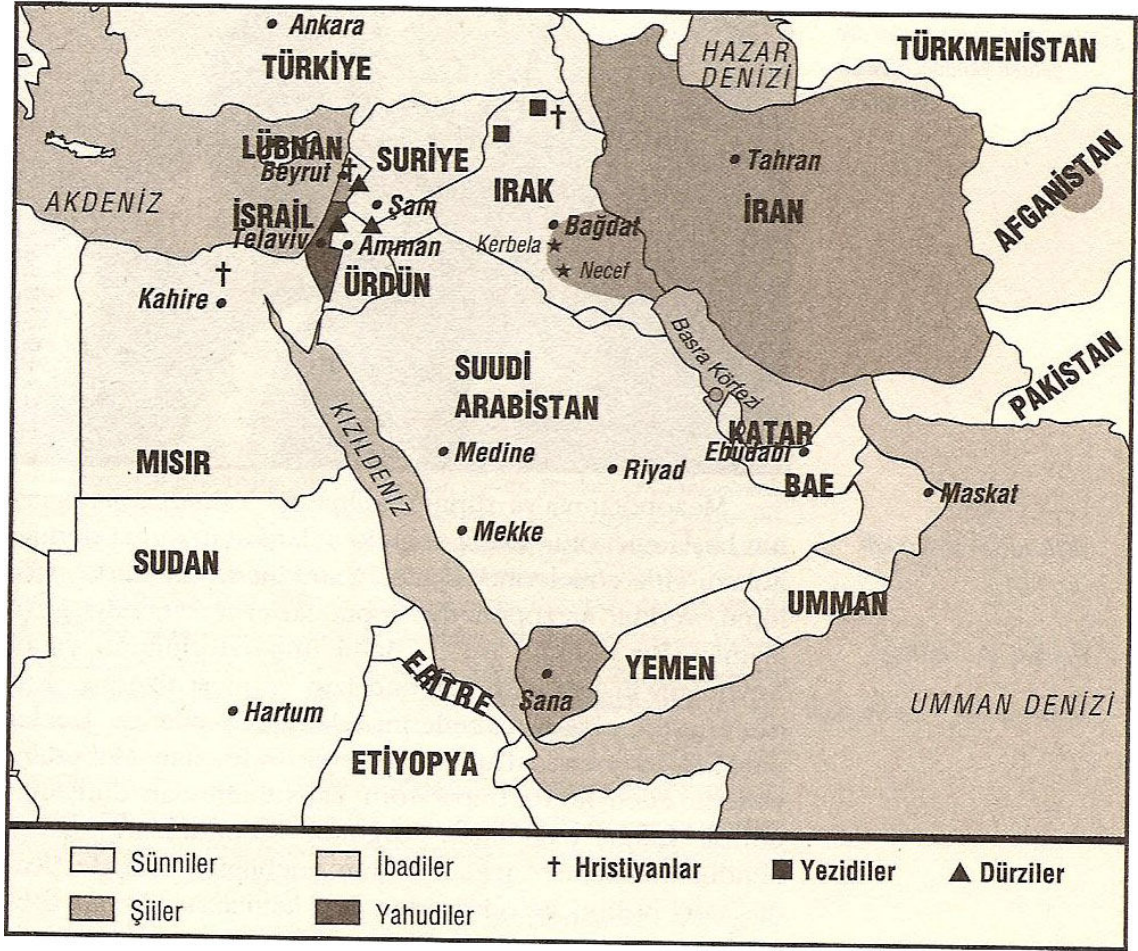 Ankara
TÜRKİYE
HAZAR
DENİZİ
TÜRKMENİSTAN
LÜBNAN
Beyrut
SURİYE
Tahran
AFGANİSTAN
AKDENİZ
İSRAİL
Şam
IRAK
Bağdat
İRAN
Telaviv
Amman
Kerbela
ÜRDÜN
Necef
Kahire
Basra Körfezi
PAKİSTAN
SUUDİ
ARABİSTAN
KIZILDENİZ
KATAR
Ebudabi
MISIR
Medine
Riyad
BAE
Maskat
Mekke
SUDAN
UMMAN
ERİTRE
Sana
YEMEN
UMMAN DENİZİ
Hartum
ETİYOPYA
Sünniler
İbadiler
Hristiyanlar
Yezidiler
Dürziler
Şiiler
Yahudiler